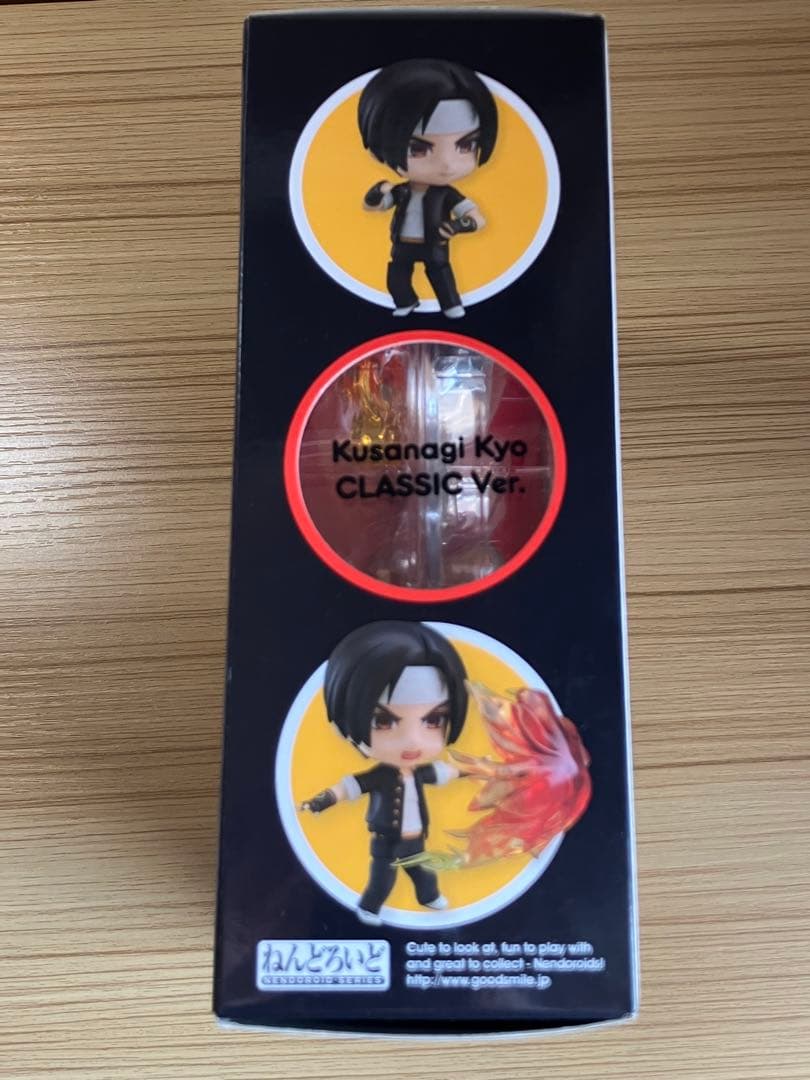 Kusanagi Kyo
CLASSIC Ver.
ねんどろいど
NENDOROID SERIES
Cute to look at, fun to play with
and great to collect - Nendoroids!
http://www.goodsmile.jp